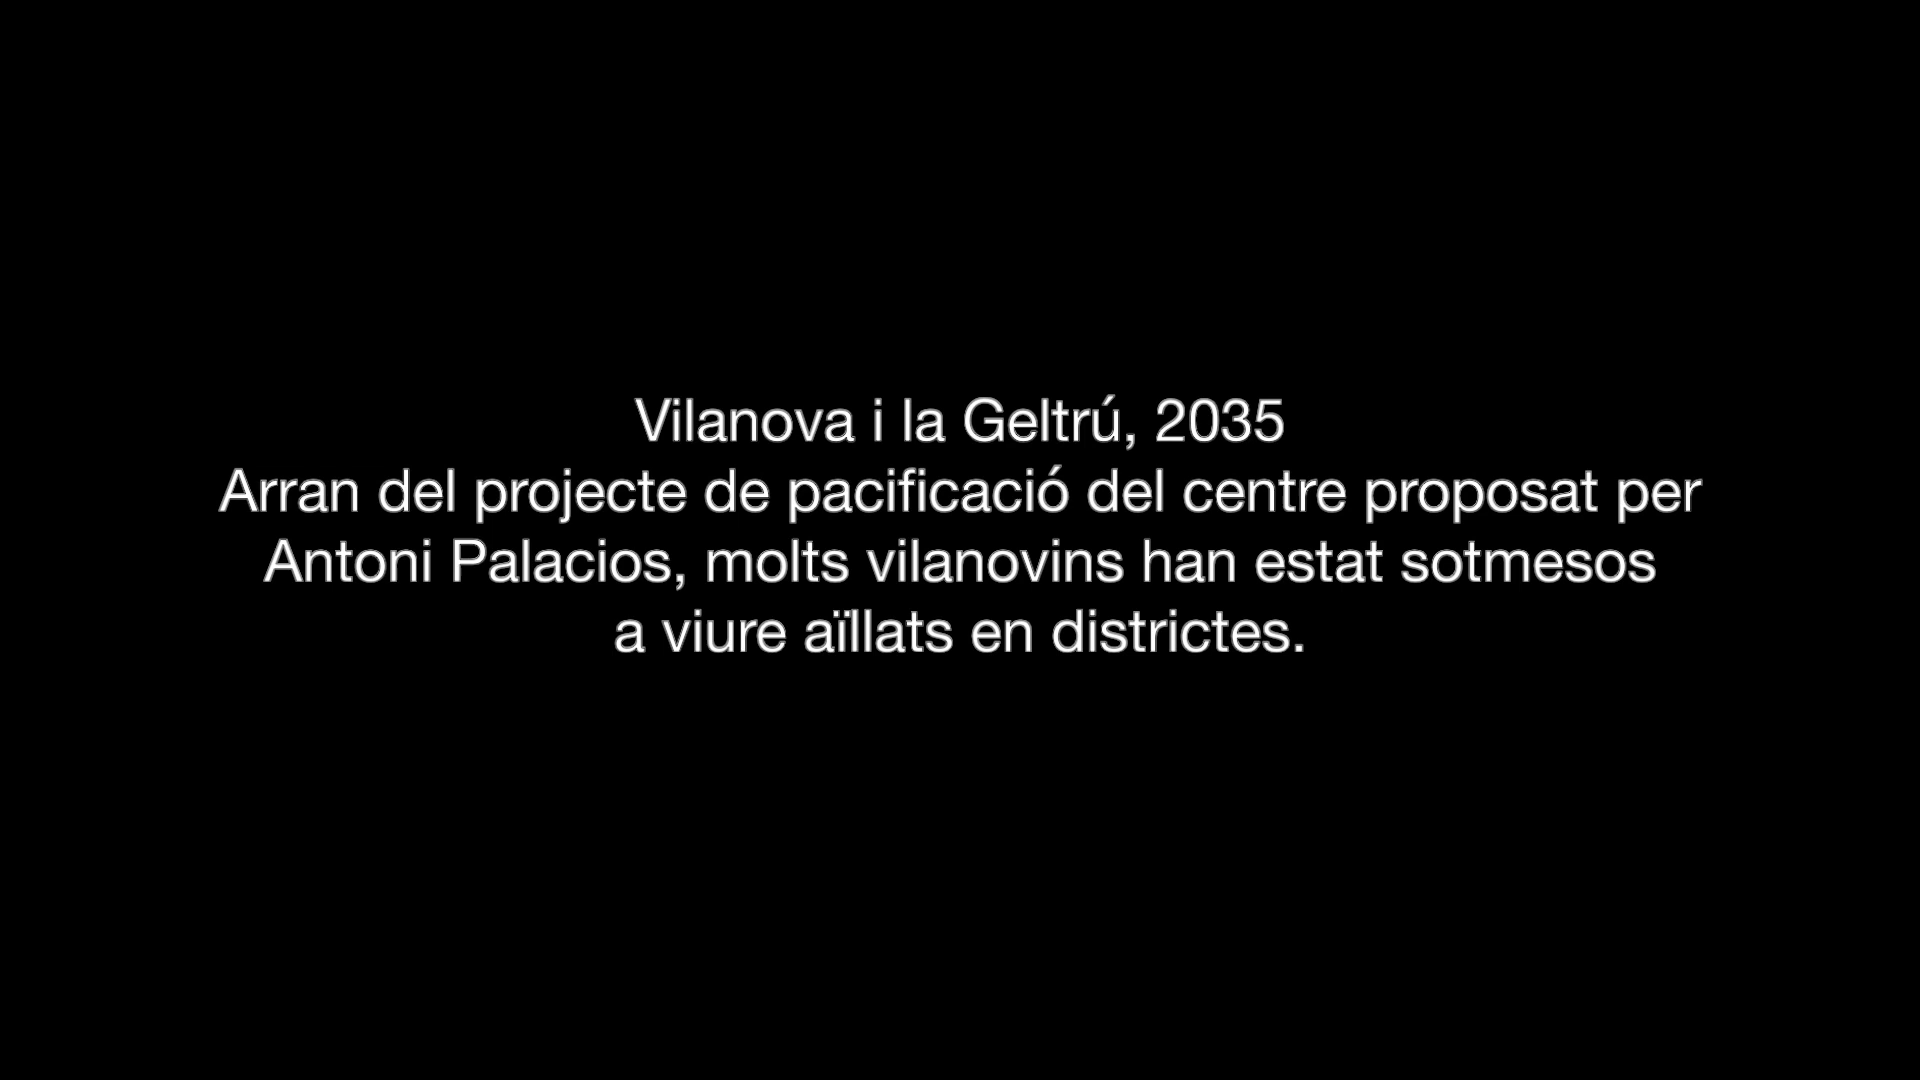 Vilanova i la Geltrú, 2035
Arran del projecte de pacificació del centre proposat per
Antoni Palacios, molts vilanovins han estat sotmesos
a viure aïllats en districtes.